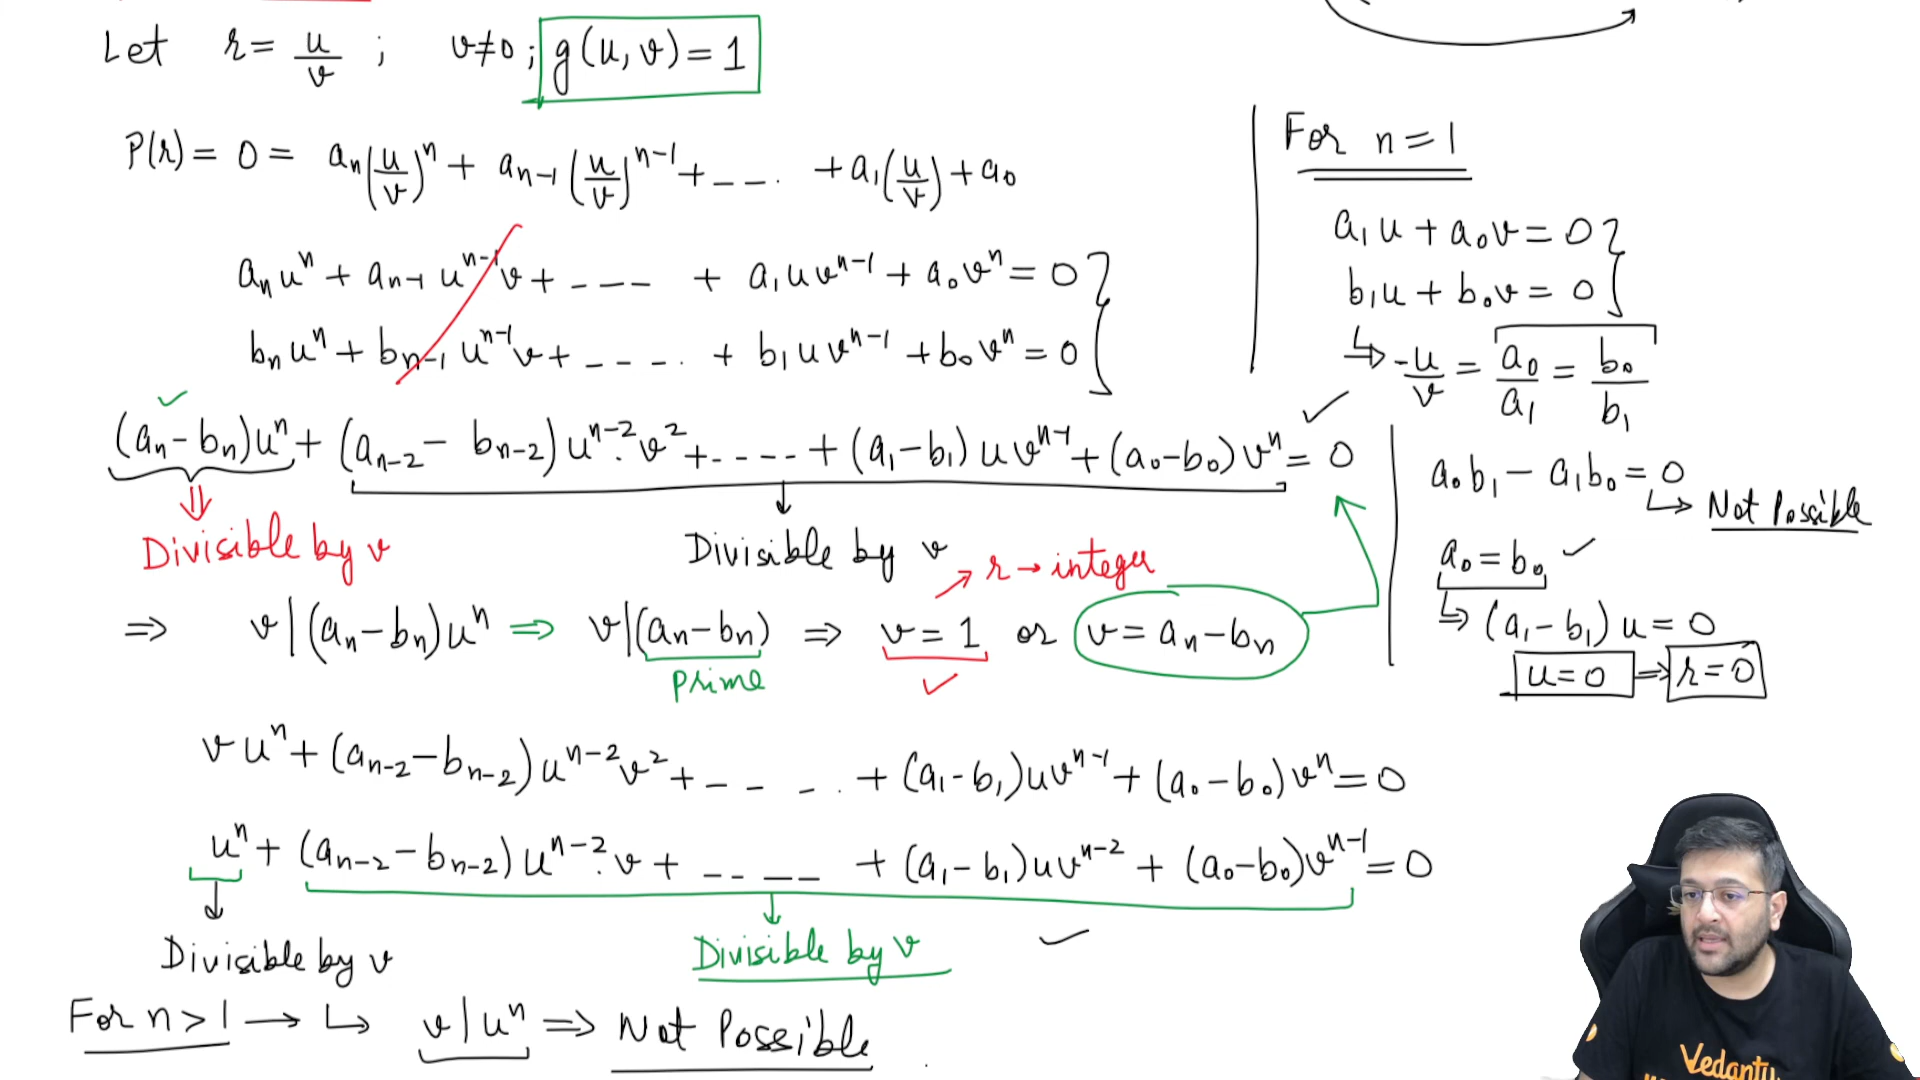 Let r = u/v ; v≠0 ; g(u,v) = 1
P(r) = 0 = aₙ(u/v)ⁿ + aₙ₋₁(u/v)ⁿ⁻¹ + --- . + a₁(u/v) + a₀
aₙuⁿ + aₙ₋₁uⁿ⁻¹v + ---- + a₁uvⁿ⁻¹ + a₀vⁿ = 0}
bₙuⁿ + bₙ₋₁uⁿ⁻¹v + ---- . + b₁uvⁿ⁻¹ + b₀vⁿ = 0
✓
(aₙ-bₙ)uⁿ + (aₙ₋₂ - bₙ₋₂)uⁿ⁻².v² + .---- + (a₁-b₁)uvⁿ⁻¹ + (a₀-b₀)vⁿ = 0 ✓
⇓ ↓
Divisible by v Divisible by v
↗ r → integer
⇒ v|(aₙ-bₙ)uⁿ ⇒ v|(aₙ-bₙ) ⇒ v = 1 or v = aₙ-bₙ
prime ✓
vuⁿ + (aₙ₋₂-bₙ₋₂)uⁿ⁻²v² + -- - . + (a₁-b₁)uvⁿ⁻¹ + (a₀-b₀)vⁿ = 0
uⁿ + (aₙ₋₂-bₙ₋₂)uⁿ⁻².v + ---- + (a₁-b₁)uvⁿ⁻² + (a₀-b₀)vⁿ⁻¹ = 0
↓ ↓
Divisible by v Divisible by v ✓
For n>1 → ↳ v|uⁿ ⇒ Not Possible
For n = 1
a₁u + a₀v = 0}
b₁u + b₀v = 0
↳ -u/v = a₀/a₁ = b₀/b₁
a₀b₁ - a₁b₀ = 0
↳ Not Possible
a₀ = b₀ ✓
↳ (a₁-b₁)u = 0
u = 0 ⇒ r = 0
Vedantu